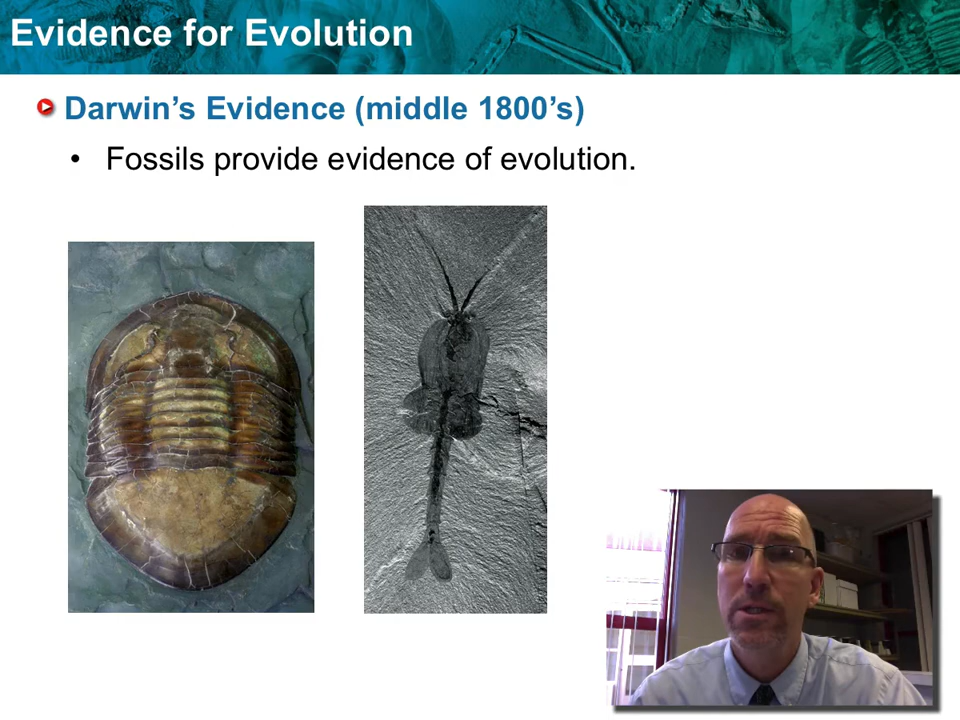 Evidence for Evolution
Darwin’s Evidence (middle 1800’s)
• Fossils provide evidence of evolution.